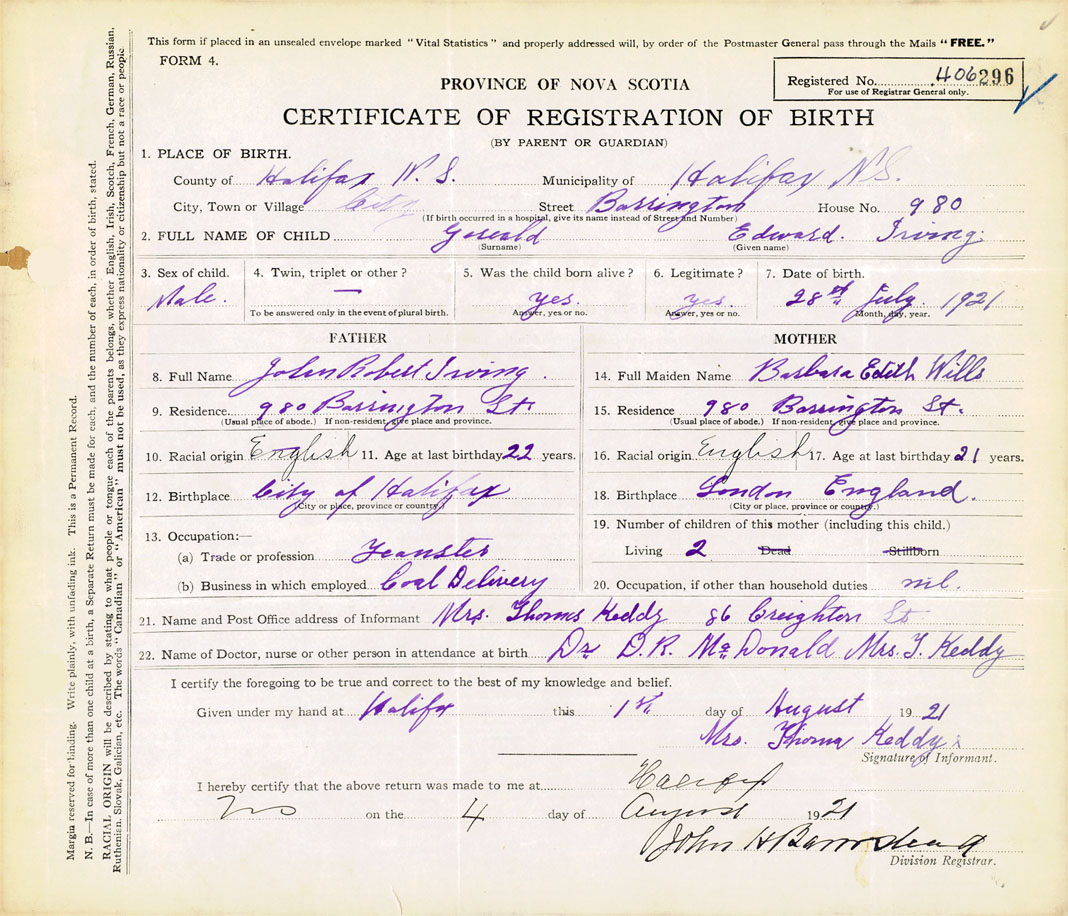 This form if placed in an unsealed envelope marked "Vital Statistics" and properly addressed will, by order of the Postmaster General pass through the Mails "FREE."
FORM 4.
Registered No. 406296
For use of Registrar General only.
PROVINCE OF NOVA SCOTIA
CERTIFICATE OF REGISTRATION OF BIRTH
(BY PARENT OR GUARDIAN)
1. PLACE OF BIRTH.
County of Halifax N.S. Municipality of Halifax N.S.
City, Town or Village City Street Barrington House No. 980
(If birth occurred in a hospital, give its name instead of Street and Number)
2. FULL NAME OF CHILD Gerald Edward. Irving
(Surname) (Given name)
3. Sex of child. 4. Twin, triplet or other? 5. Was the child born alive? 6. Legitimate? 7. Date of birth.
Male. — yes. yes. 28th July. 1921
To be answered only in the event of plural birth. Answer, yes or no. Answer, yes or no. Month, day, year.
FATHER MOTHER
8. Full Name John Robert Irving. 14. Full Maiden Name Barbara Edith Wills
9. Residence. 980 Barrington St. 15. Residence 980 Barrington St.
(Usual place of abode.) If non-resident, give place and province. (Usual place of abode.) If non-resident, give place and province.
10. Racial origin English 11. Age at last birthday 22 years. 16. Racial origin English 17. Age at last birthday 21 years.
12. Birthplace City of Halifax 18. Birthplace London England.
(City or place, province or country.) (City or place, province or country.)
19. Number of children of this mother (including this child.)
13. Occupation:—
(a) Trade or profession Teamster Living 2 Dead Stillborn
(b) Business in which employed Coal Delivery 20. Occupation, if other than household duties nil.
21. Name and Post Office address of Informant Mrs. Thoms Keddy 86 Creighton St
22. Name of Doctor, nurse or other person in attendance at birth Dr D.R. McDonald Mrs. T. Keddy
I certify the foregoing to be true and correct to the best of my knowledge and belief.
Given under my hand at Halifx this 1st day of August 1921
Mrs. Thoma Keddy
Signature of Informant.
I hereby certify that the above return was made to me at Halifax
on the 4 day of August 1921
John H Barnstead
Division Registrar.
Margin reserved for binding. Write plainly, with unfading ink. This is a Permanent Record.
N. B.—In case of more than one child at a birth, a Separate Return must be made for each, and the number of each, in order of birth, stated.
RACIAL ORIGIN will be described by stating to what people or tongue each of the parents belongs, whether English, Irish, Scotch, French, German, Russian,
Ruthenian, Slovak, Galician, etc. The words "Canadian" or "American" must not be used, as they express nationality or citizenship but not a race or people